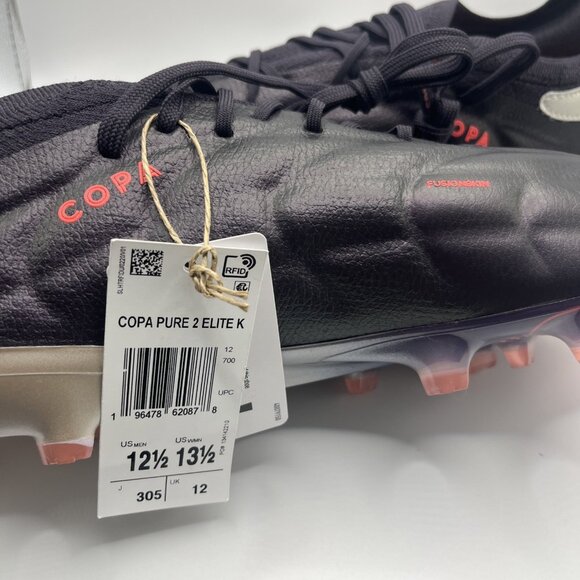 COPA
COPA
FUSIONSKIN
RFID
COPA PURE 2 ELITE K
12
700
UPC
1 96478 62087 8
US MEN US WMN
12½ 13½
J UK
305 12